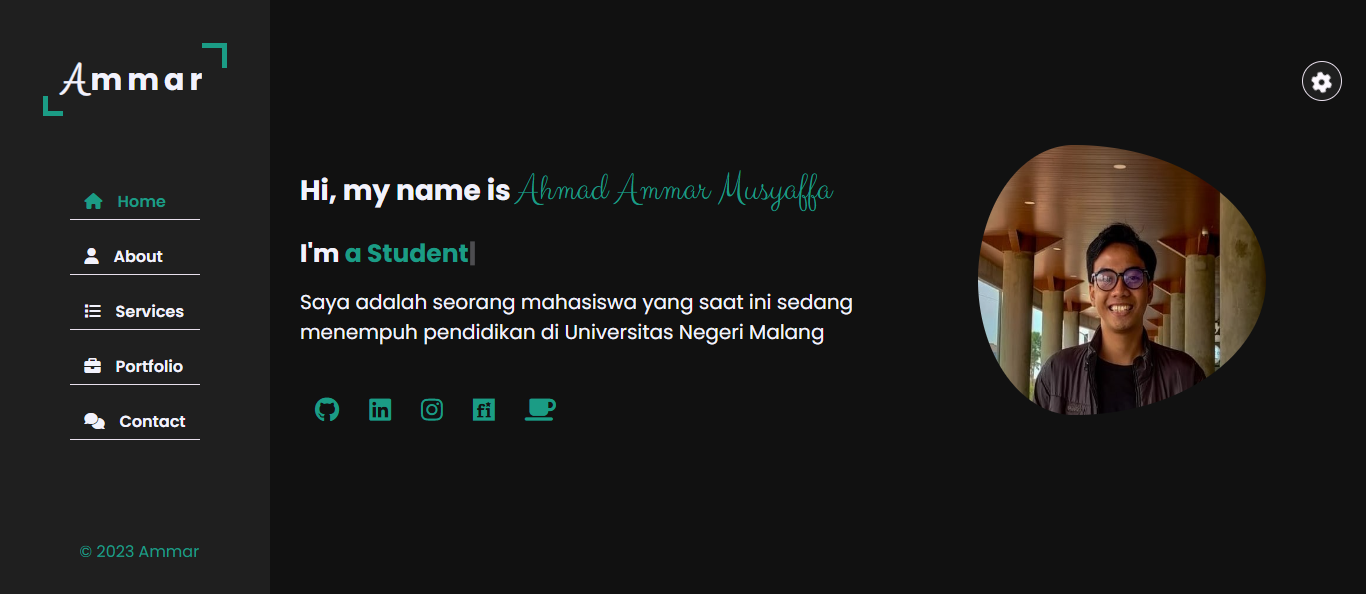 Ammar
Home
About
Services
Portfolio
Contact
© 2023 Ammar
Hi, my name is Ahmad Ammar Musyaffa
I'm a Student
Saya adalah seorang mahasiswa yang saat ini sedang
menempuh pendidikan di Universitas Negeri Malang